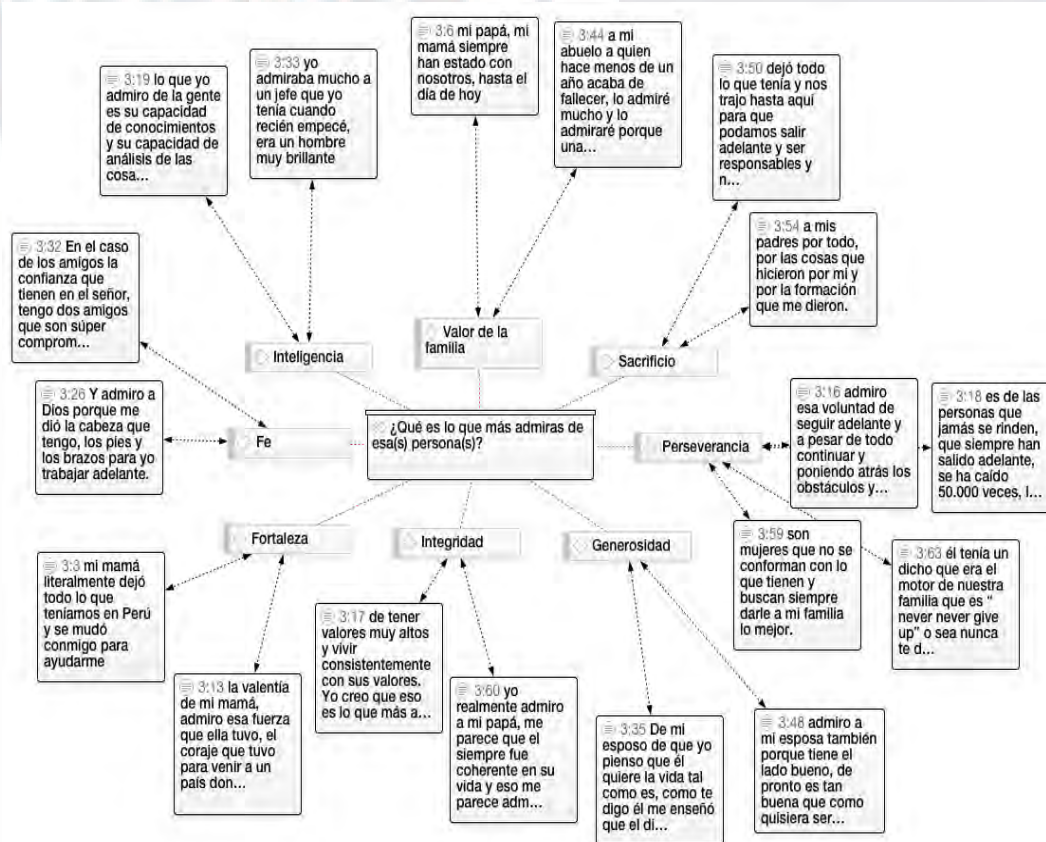 3:19 lo que yo
admiro de la gente
es su capacidad
de conocimientos
y su capacidad de
análisis de las
cosa...
3:33 yo
admiraba mucho a
un jefe que yo
tenía cuando
recién empecé,
era un hombre
muy brillante
3:6 mi papá, mi
mamá siempre
han estado con
nosotros, hasta el
día de hoy
3:44 a mi
abuelo a quien
hace menos de un
año acaba de
fallecer, lo admiré
mucho y lo
admiraré porque
una...
3:50 dejó todo
lo que tenía y nos
trajo hasta aquí
para que
podamos salir
adelante y ser
responsables y
n...
3:54 a mis
padres por todo,
por las cosas que
hicieron por mi y
por la formación
que me dieron.
3:32 En el caso
de los amigos la
confianza que
tienen en el señor,
tengo dos amigos
que son súper
comprom...
Inteligencia
Valor de la
familia
Sacrificio
3:26 Y admiro a
Dios porque me
dió la cabeza que
tengo, los pies y
los brazos para yo
trabajar adelante.
Fe
¿Qué es lo que más admiras de
esa(s) persona(s)?
Perseverancia
3:16 admiro
esa voluntad de
seguir adelante y
a pesar de todo
continuar y
poniendo atrás los
obstáculos y...
3:18 es de las
personas que
jamás se rinden,
que siempre han
salido adelante,
se ha caído
50.000 veces, l...
Fortaleza
Integridad
Generosidad
3:59 son
mujeres que no se
conforman con lo
que tienen y
buscan siempre
darle a mi familia
lo mejor.
3:63 él tenía un
dicho que era el
motor de nuestra
familia que es "
never never give
up" o sea nunca
te d...
3:3 mi mamá
literalmente dejó
todo lo que
teníamos en Perú
y se mudó
conmigo para
ayudarme
3:13 la valentía
de mi mamá,
admiro esa fuerza
que ella tuvo, el
coraje que tuvo
para venir a un
país don...
3:17 de tener
valores muy altos
y vivir
consistentemente
con sus valores.
Yo creo que eso
es lo que más a...
3:60 yo
realmente admiro
a mi papá, me
parece que el
siempre fue
coherente en su
vida y eso me
parece adm...
3:35 De mi
esposo de que yo
pienso que él
quiere la vida tal
como es, como te
digo él me enseñó
que el di...
3:48 admiro a
mi esposa también
porque tiene el
lado bueno, de
pronto es tan
buena que como
quisiera ser...